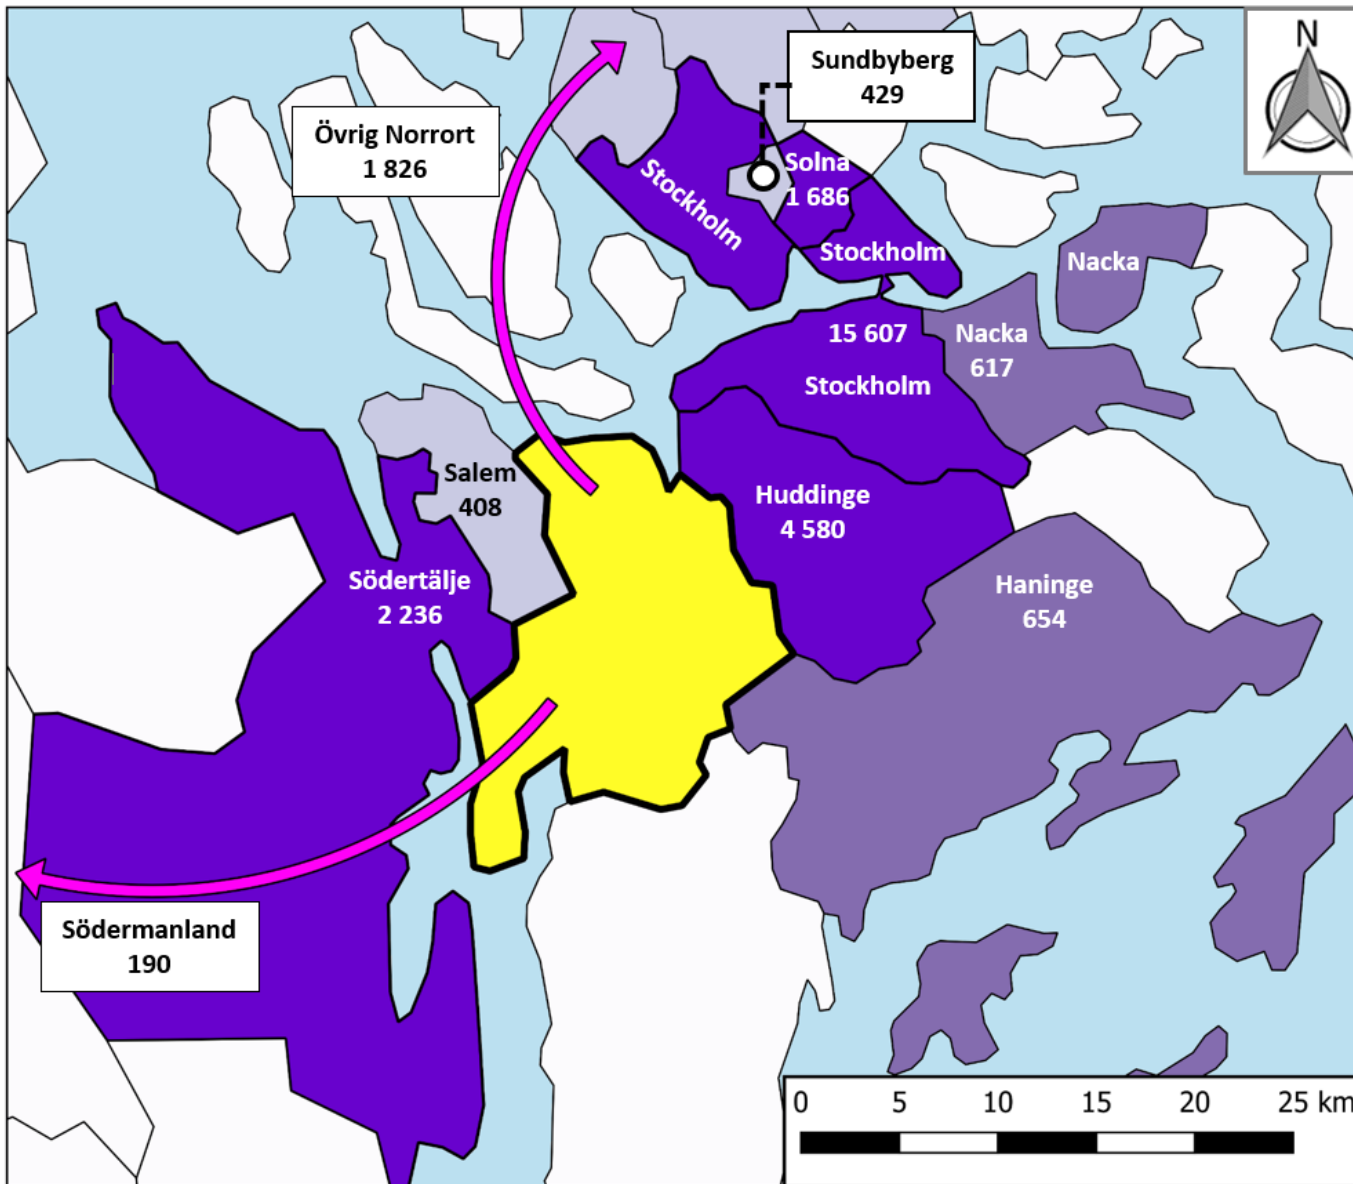 N
Sundbyberg
429
Övrig Norrort
1 826
Solna
1 686
Stockholm
Stockholm
Nacka
15 607
Stockholm
Nacka
617
Salem
408
Huddinge
4 580
Södertälje
2 236
Haninge
654
Södermanland
190
0 5 10 15 20 25 km